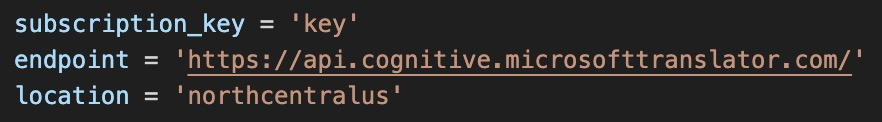 subscription_key = 'key'
endpoint = 'https://api.cognitive.microsofttranslator.com/'
location = 'northcentralus'